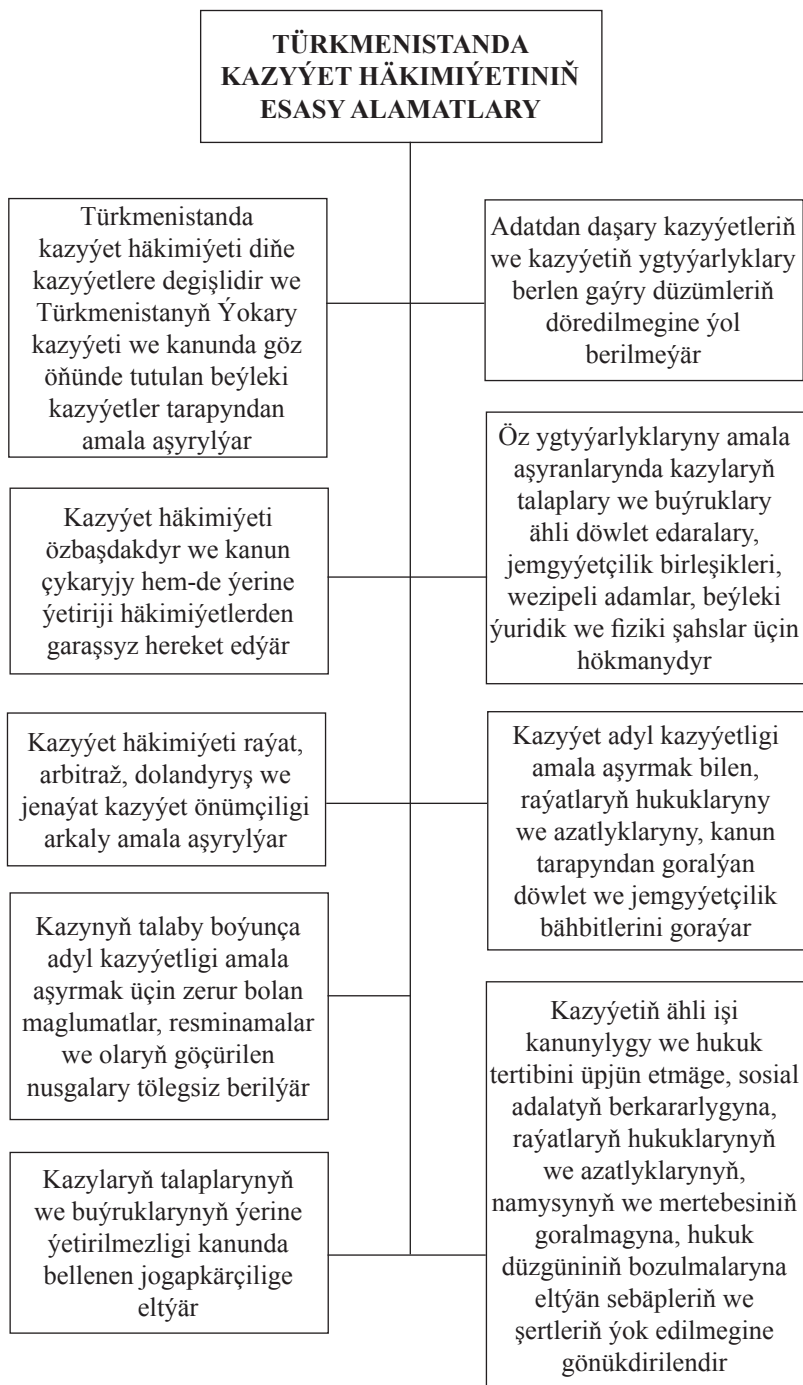 TÜRKMENISTANDA
KAZYÝET HÄKIMIÝETINIŇ
ESASY ALAMATLARY
Türkmenistanda
kazyýet häkimiýeti diňe
kazyýetlere degişlidir we
Türkmenistanyň Ýokary
kazyýeti we kanunda göz
öňünde tutulan beýleki
kazyýetler tarapyndan
amala aşyrylýar
Adatdan daşary kazyýetleriň
we kazyýetiň ygtyýarlyklary
berlen gaýry düzümleriň
döredilmegine ýol
berilmeýär
Kazyýet häkimiýeti
özbaşdakdyr we kanun
çykaryjy hem-de ýerine
ýetiriji häkimiýetlerden
garaşsyz hereket edýär
Öz ygtyýarlyklaryny amala
aşyranlarynda kazylaryň
talaplary we buýruklary
ähli döwlet edaralary,
jemgyýetçilik birleşikleri,
wezipeli adamlar, beýleki
ýuridik we fiziki şahslar üçin
hökmanydyr
Kazyýet häkimiýeti raýat,
arbitraž, dolandyryş we
jenaýat kazyýet önümçiligi
arkaly amala aşyrylýar
Kazyýet adyl kazyýetligi
amala aşyrmak bilen,
raýatlaryň hukuklaryny
we azatlyklaryny, kanun
tarapyndan goralýan
döwlet we jemgyýetçilik
bähbitlerini goraýar
Kazynyň talaby boýunça
adyl kazyýetligi amala
aşyrmak üçin zerur bolan
maglumatlar, resminamalar
we olaryň göçürilen
nusgalary tölegsiz berilýär
Kazyýetiň ähli işi
kanunylygy we hukuk
tertibini üpjün etmäge, sosial
adalatyň berkararlygyna,
raýatlaryň hukuklarynyň
we azatlyklarynyň,
namysynyň we mertebesiniň
goralmagyna, hukuk
düzgüniniň bozulmalaryna
eltýän sebäpleriň we
şertleriň ýok edilmegine
gönükdirilendir
Kazylaryň talaplarynyň
we buýruklarynyň ýerine
ýetirilmezligi kanunda
bellenen jogapkärçilige
eltýär